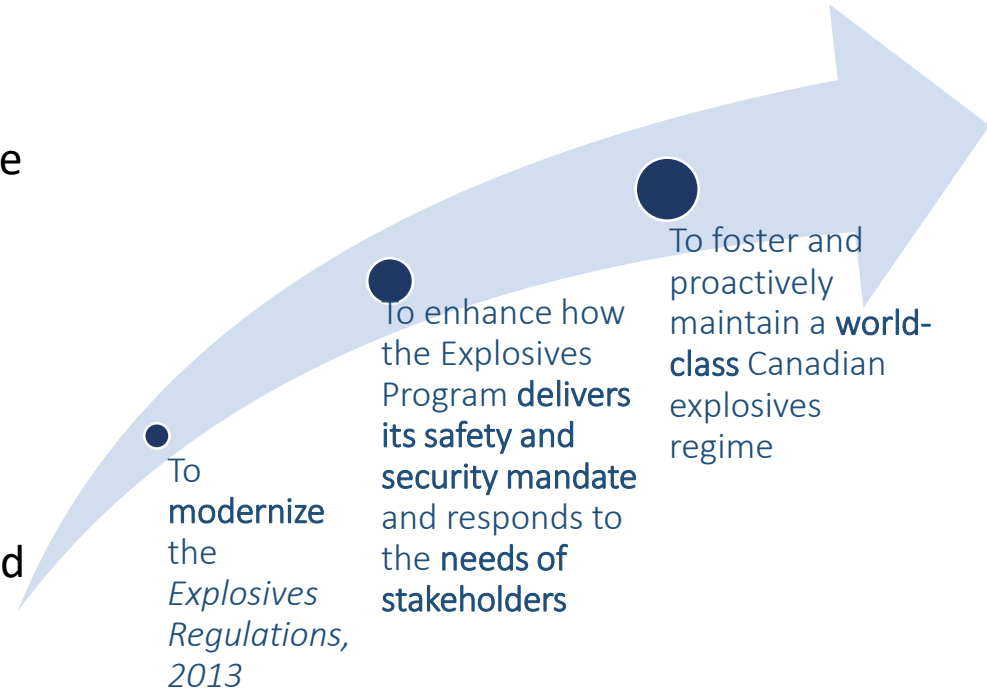 e
d
To
modernize
the
Explosives
Regulations,
2013
To enhance how
the Explosives
Program delivers
its safety and
security mandate
and responds to
the needs of
stakeholders
To foster and
proactively
maintain a world-
class Canadian
explosives
regime